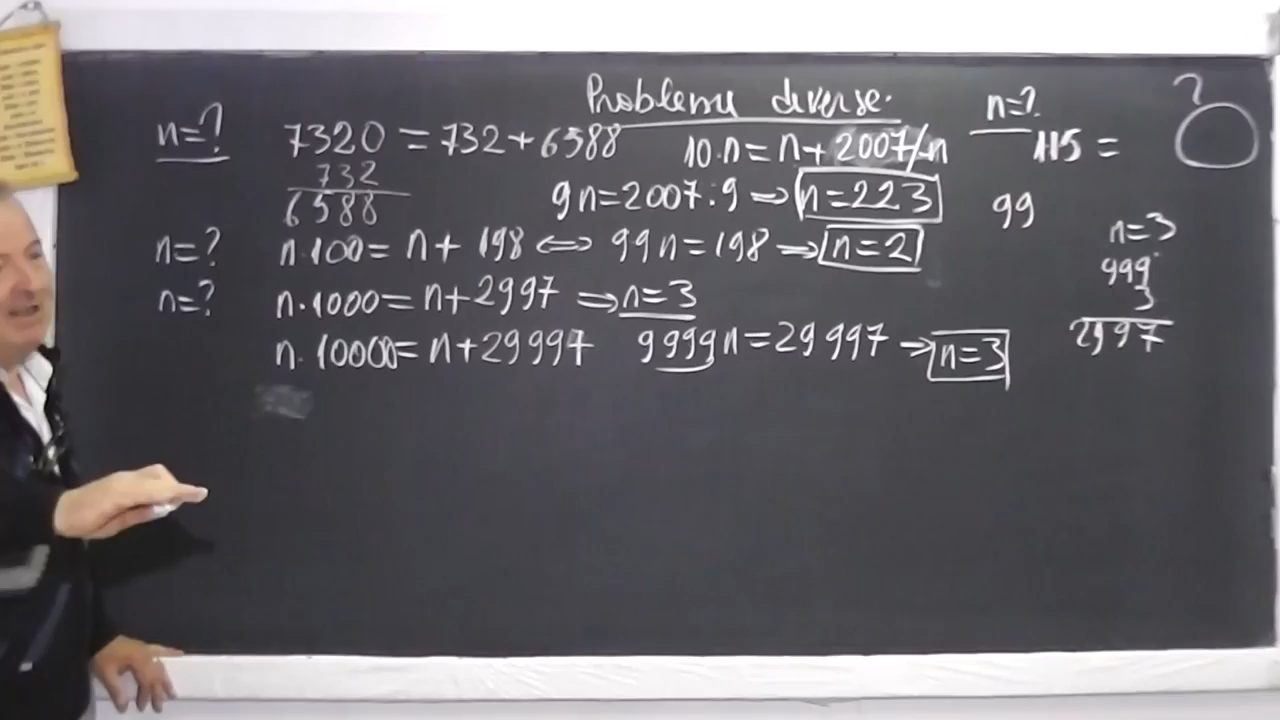 Probleme diverse.
n=?
n=?
7320 = 732+6588
10·n=n+2007/n
115 =
?
732
6588
9n=2007:9 ⇒ n=223
99
n=3
999
3
2997
n=?
n·100= n+ 198 ⟺ 99n=198 ⇒ n=2
n=?
n·1000= n+2997 ⇒ n=3
n·10000= n+29997 9999n=29997 ⇒ n=3